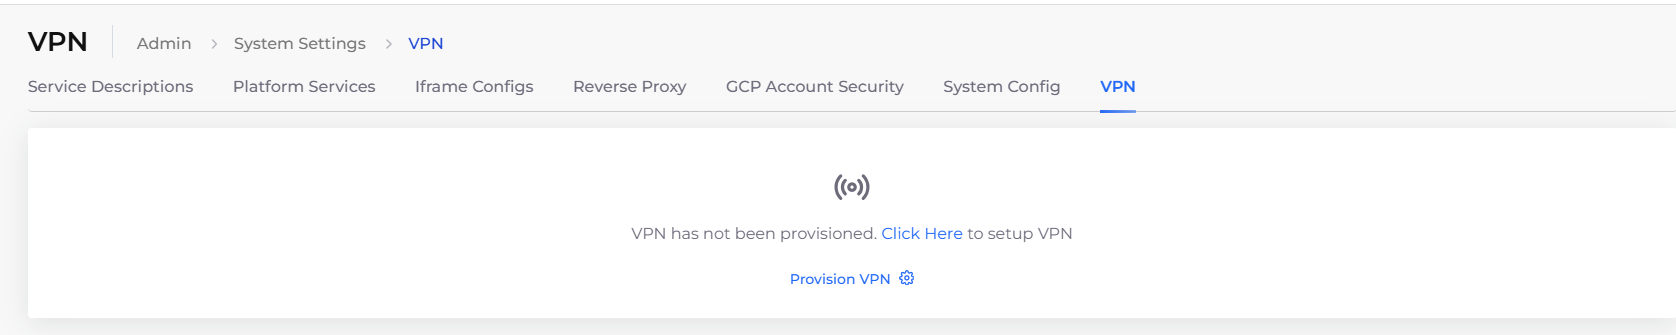 VPN Admin > System Settings > VPN
Service Descriptions Platform Services Iframe Configs Reverse Proxy GCP Account Security System Config VPN
VPN has not been provisioned. Click Here to setup VPN
Provision VPN